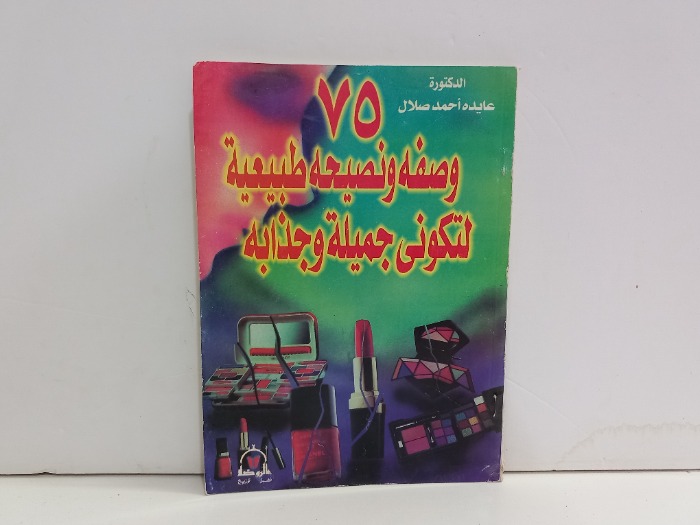 الدكتورة
عايده أحمد صلال
٧٥
وصفه ونصيحه طبيعية
لتكونى جميلة وجذابه